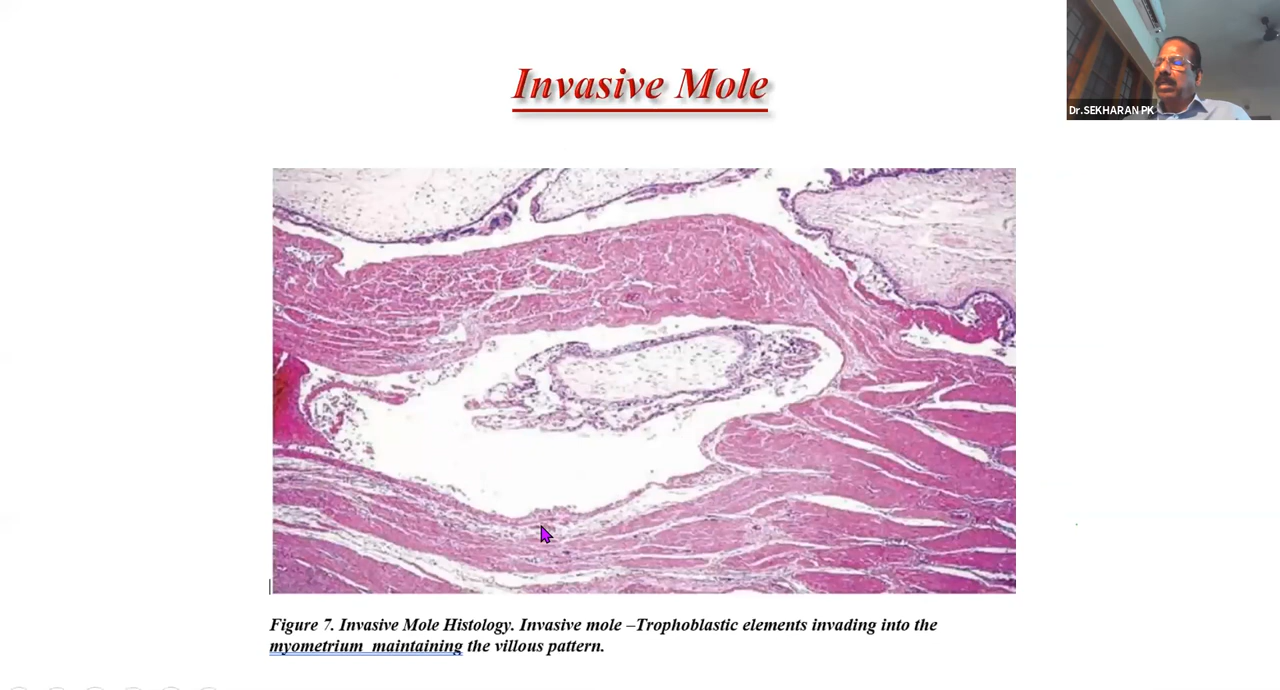 Invasive Mole
Dr.SEKHARAN PK
Figure 7. Invasive Mole Histology. Invasive mole –Trophoblastic elements invading into the
myometrium maintaining the villous pattern.